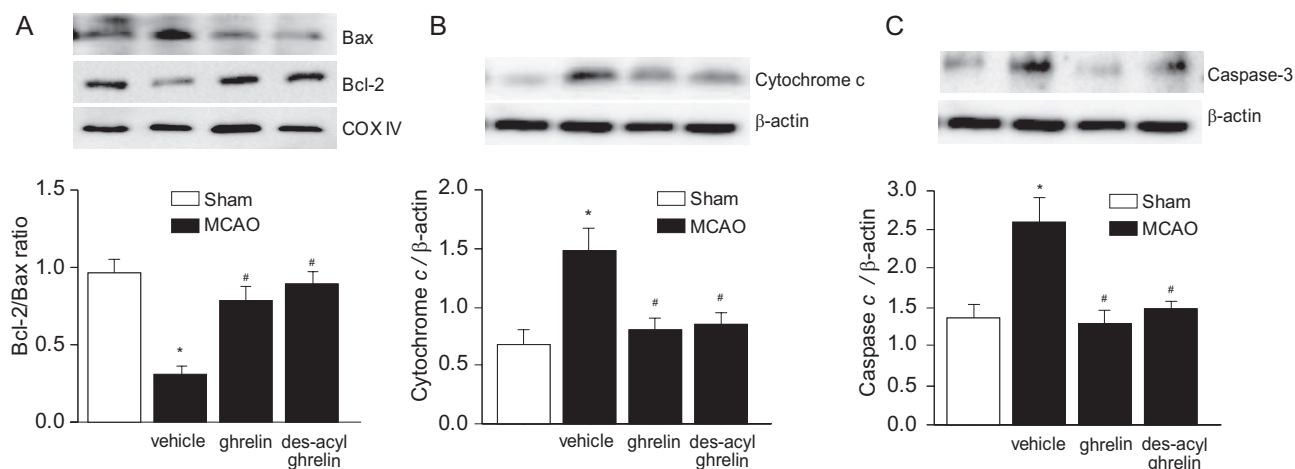 A
Bax
Bcl-2
COX IV
Bcl-2/Bax ratio
1.5
1.0
0.5
0.0
Sham
MCAO
*
#
#
vehicle
ghrelin
des-acyl
ghrelin
B
Cytochrome c
β-actin
Cytochrome c / β-actin
2.0
1.5
1.0
0.5
0.0
Sham
MCAO
*
#
#
vehicle
ghrelin
des-acyl
ghrelin
C
Caspase-3
β-actin
Caspase c / β-actin
3.0
2.5
2.0
1.5
1.0
0.5
0.0
Sham
MCAO
*
#
#
vehicle
ghrelin
des-acyl
ghrelin